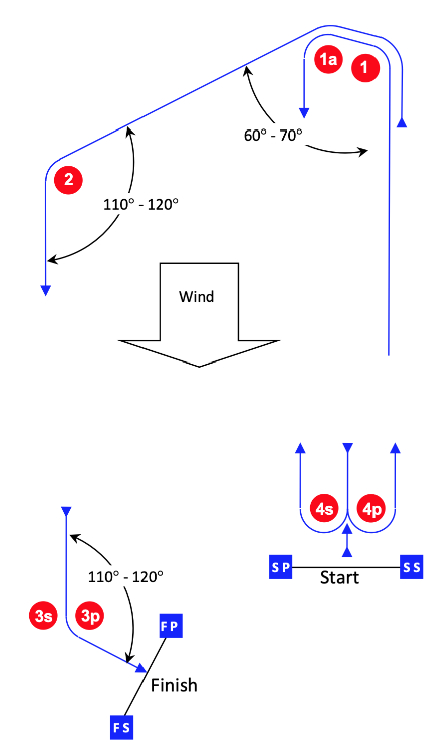 1a
1
60° - 70°
2
110° - 120°
Wind
4s
4p
S P
S S
Start
110° - 120°
3s
3p
F P
Finish
F S